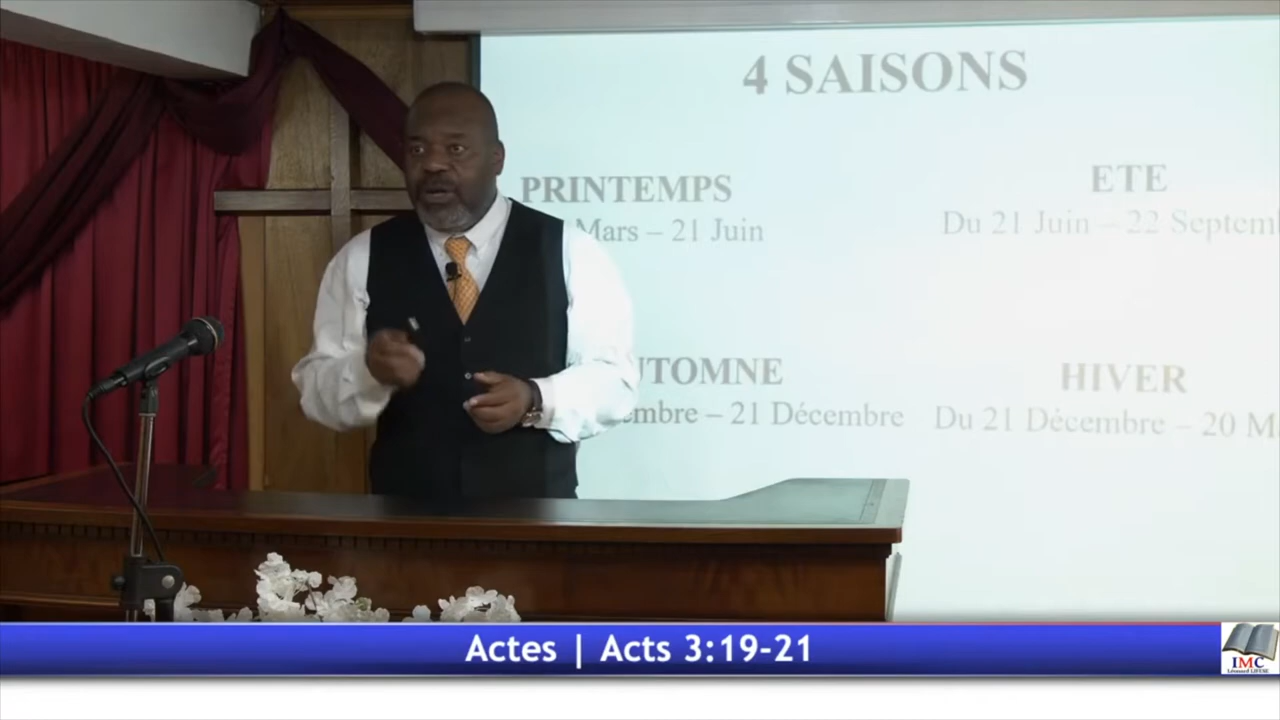 4 SAISONS
PRINTEMPS
Mars – 21 Juin
ETE
Du 21 Juin – 22 Septem
UTOMNE
embre – 21 Décembre
HIVER
Du 21 Décembre – 20 M
Actes | Acts 3:19-21
IMC